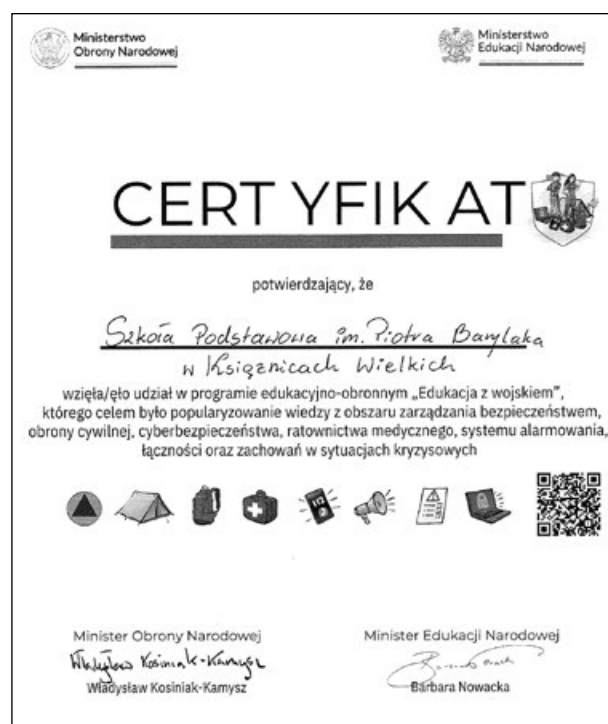 Ministerstwo
Obrony Narodowej
Ministerstwo
Edukacji Narodowej
CERT YFIK AT
potwierdzający, że
Szkoła Podstawowa im. Piotra Barylaka
w Książnicach Wielkich
wzięła/ęło udział w programie edukacyjno-obronnym „Edukacja z wojskiem”,
którego celem było popularyzowanie wiedzy z obszaru zarządzania bezpieczeństwem,
obrony cywilnej, cyberbezpieczeństwa, ratownictwa medycznego, systemu alarmowania,
łączności oraz zachowań w sytuacjach kryzysowych
112
Minister Obrony Narodowej
Minister Edukacji Narodowej
Władysław Kosiniak-Kamysz
Władysław Kosiniak-Kamysz
Barbara Nowacka